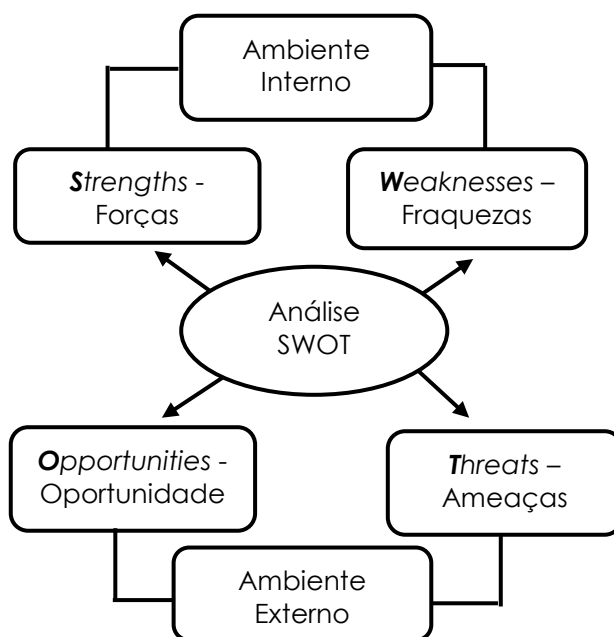 Ambiente
Interno
Strengths -
Forças
Weaknesses –
Fraquezas
Análise
SWOT
Opportunities -
Oportunidade
Threats –
Ameaças
Ambiente
Externo